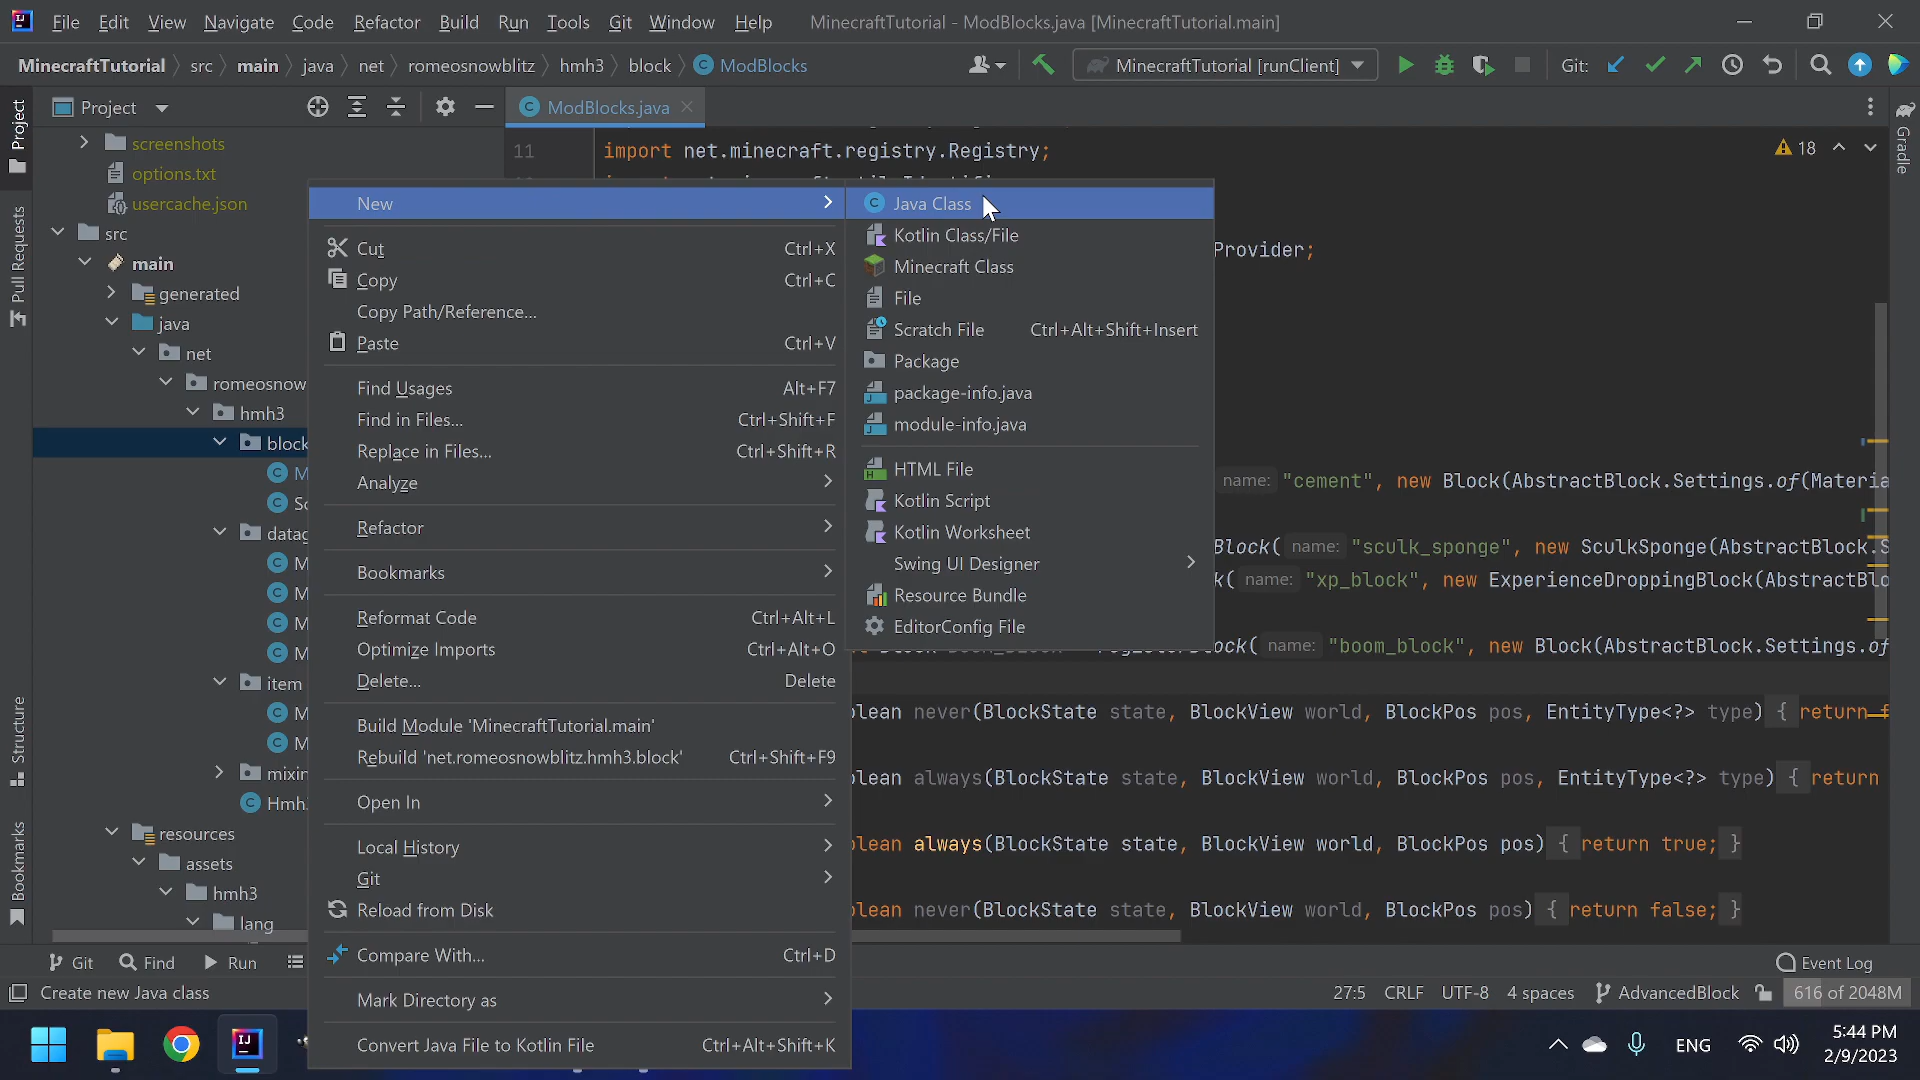 File Edit View Navigate Code Refactor Build Run Tools Git Window Help MinecraftTutorial - ModBlocks.java [MinecraftTutorial.main]
MinecraftTutorial src main java net romeosnowblitz hmh3 block ModBlocks MinecraftTutorial [runClient] Git:
Project ModBlocks.java
Project
Pull Requests
Structure
Bookmarks
Gradle
screenshots
options.txt
usercache.json
src
main
generated
java
net
romeosnow
hmh3
block
M
Sc
datag
M
M
M
M
item
M
M
mixin
Hmh
resources
assets
hmh3
lang
New
Cut Ctrl+X
Copy Ctrl+C
Copy Path/Reference...
Paste Ctrl+V
Find Usages Alt+F7
Find in Files... Ctrl+Shift+F
Replace in Files... Ctrl+Shift+R
Analyze
Refactor
Bookmarks
Reformat Code Ctrl+Alt+L
Optimize Imports Ctrl+Alt+O
Delete... Delete
Build Module 'MinecraftTutorial.main'
Rebuild 'net.romeosnowblitz.hmh3.block' Ctrl+Shift+F9
Open In
Local History
Git
Reload from Disk
Compare With... Ctrl+D
Mark Directory as
Convert Java File to Kotlin File Ctrl+Alt+Shift+K
Java Class
Kotlin Class/File
Minecraft Class
File
Scratch File Ctrl+Alt+Shift+Insert
Package
package-info.java
module-info.java
HTML File
Kotlin Script
Kotlin Worksheet
Swing UI Designer
Resource Bundle
EditorConfig File
11 import net.minecraft.registry.Registry;
18
Provider;
name: "cement", new Block(AbstractBlock.Settings.of(Materia
Block( name: "sculk_sponge", new SculkSponge(AbstractBlock.S
k( name: "xp_block", new ExperienceDroppingBlock(AbstractBlo
Block( name: "boom_block", new Block(AbstractBlock.Settings.of
olean never(BlockState state, BlockView world, BlockPos pos, EntityType<?> type) { return f
olean always(BlockState state, BlockView world, BlockPos pos, EntityType<?> type) { return
olean always(BlockState state, BlockView world, BlockPos pos) { return true; }
olean never(BlockState state, BlockView world, BlockPos pos) { return false; }
Git Find Run Event Log
Create new Java class 27:5 CRLF UTF-8 4 spaces AdvancedBlock 616 of 2048M
ENG 5:44 PM
2/9/2023